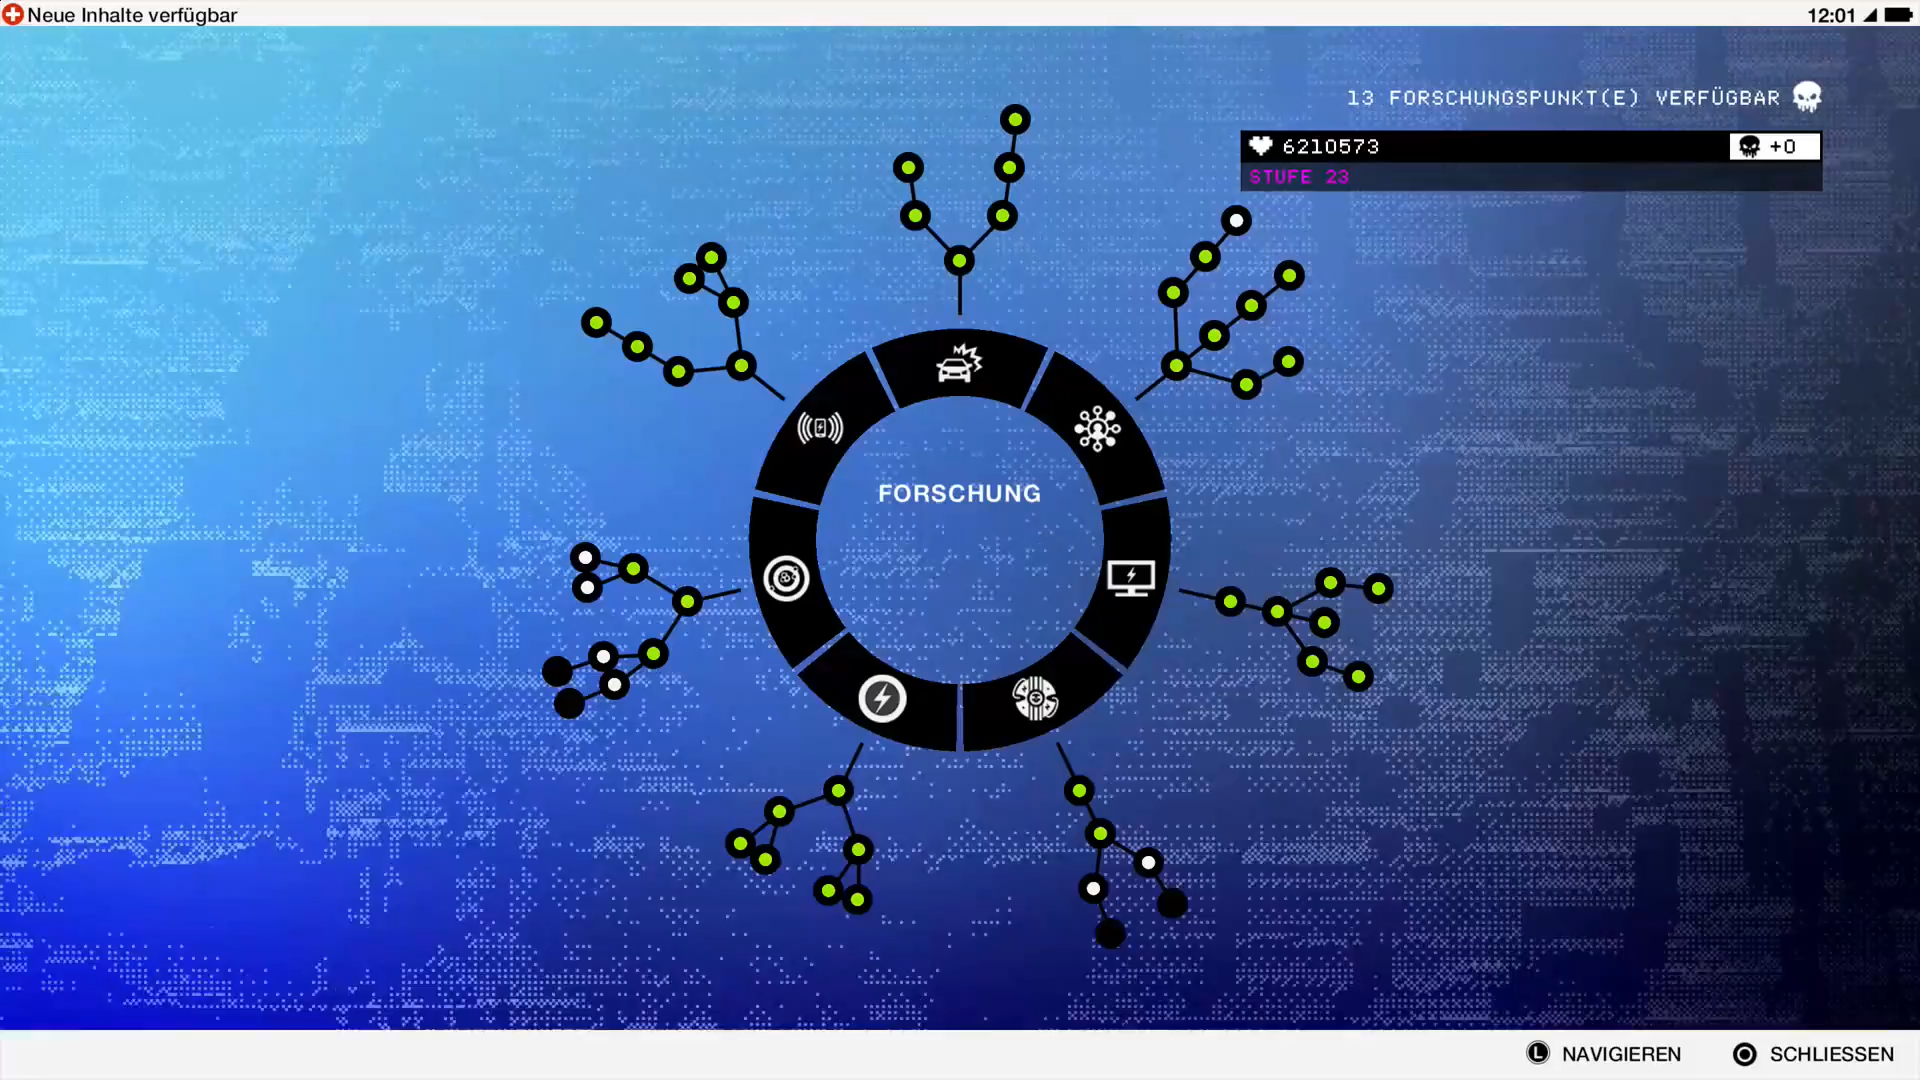 Neue Inhalte verfügbar
12:01
13 FORSCHUNGSPUNKT(E) VERFÜGBAR
6210573
+0
STUFE 23
FORSCHUNG
L NAVIGIEREN
SCHLIESSEN